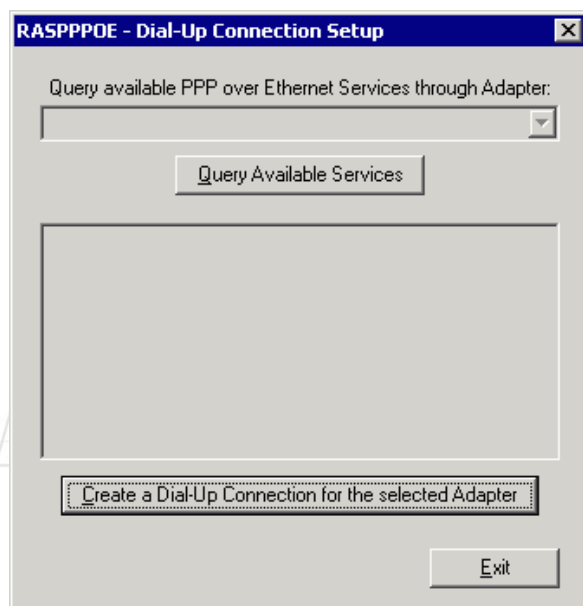 RASPPPOE - Dial-Up Connection Setup
Query available PPP over Ethernet Services through Adapter:
Query Available Services
Create a Dial-Up Connection for the selected Adapter
Exit